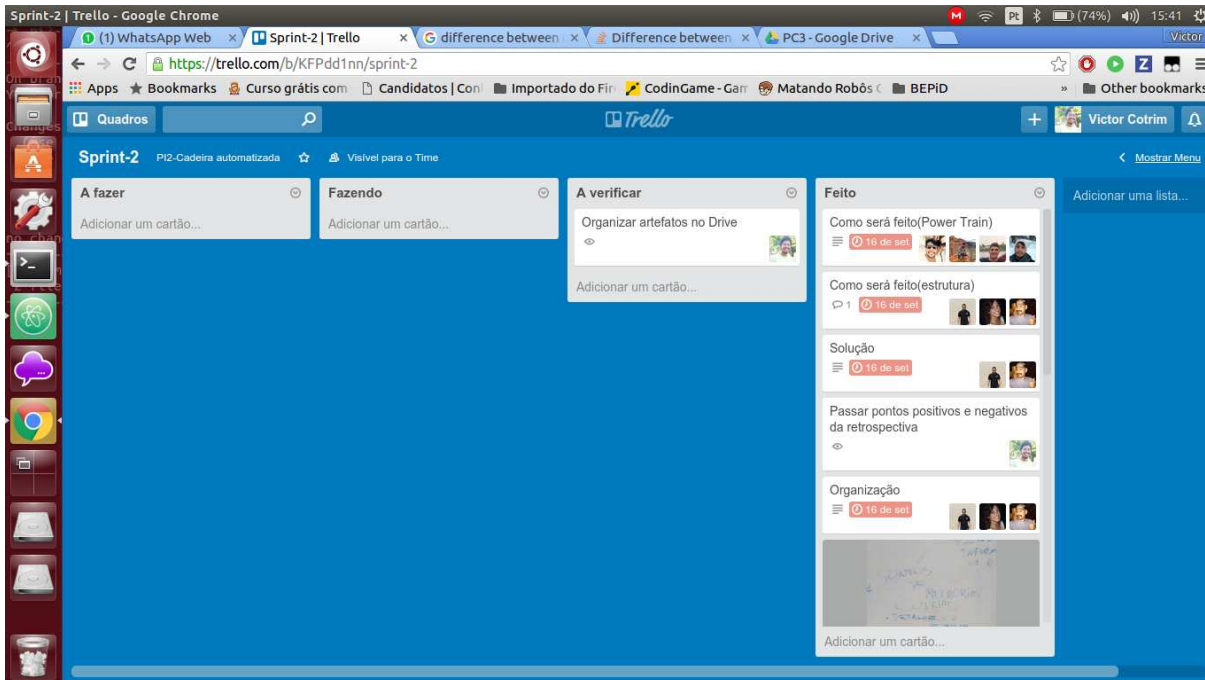 Sprint-2 | Trello - Google Chrome
Pt
(74%)
15:41
(1) WhatsApp Web
Sprint-2 | Trello
difference between
Difference between
PC3 - Google Drive
Victor
https://trello.com/b/KFPdd1nn/sprint-2
Apps
Bookmarks
Curso grátis com
Candidatos | Con
Importado do Fir
CodinGame - Gam
Matando Robôs
BEPiD
»
Other bookmarks
Quadros
Trello
+
Victor Cotrim
Sprint-2
PI2-Cadeira automatizada
Visível para o Time
Mostrar Menu
A fazer
Adicionar um cartão...
Fazendo
Adicionar um cartão...
A verificar
Organizar artefatos no Drive
Adicionar um cartão...
Feito
Como será feito(Power Train)
16 de set
Como será feito(estrutura)
1
16 de set
Solução
16 de set
Passar pontos positivos e negativos
da retrospectiva
Organização
16 de set
Adicionar um cartão...
Adicionar uma lista...